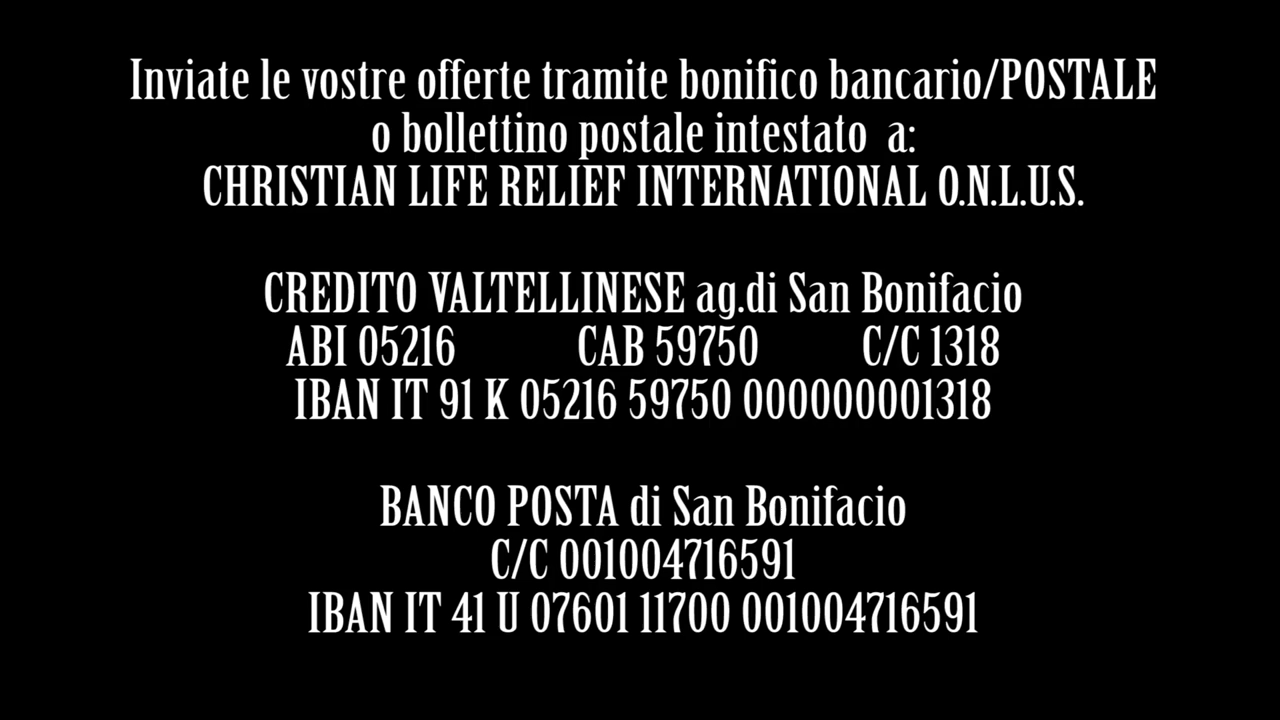 Inviate le vostre offerte tramite bonifico bancario/POSTALE
o bollettino postale intestato a:
CHRISTIAN LIFE RELIEF INTERNATIONAL O.N.L.U.S.
CREDITO VALTELLINESE ag.di San Bonifacio
ABI 05216 CAB 59750 C/C 1318
IBAN IT 91 K 05216 59750 000000001318
BANCO POSTA di San Bonifacio
C/C 001004716591
IBAN IT 41 U 07601 11700 001004716591